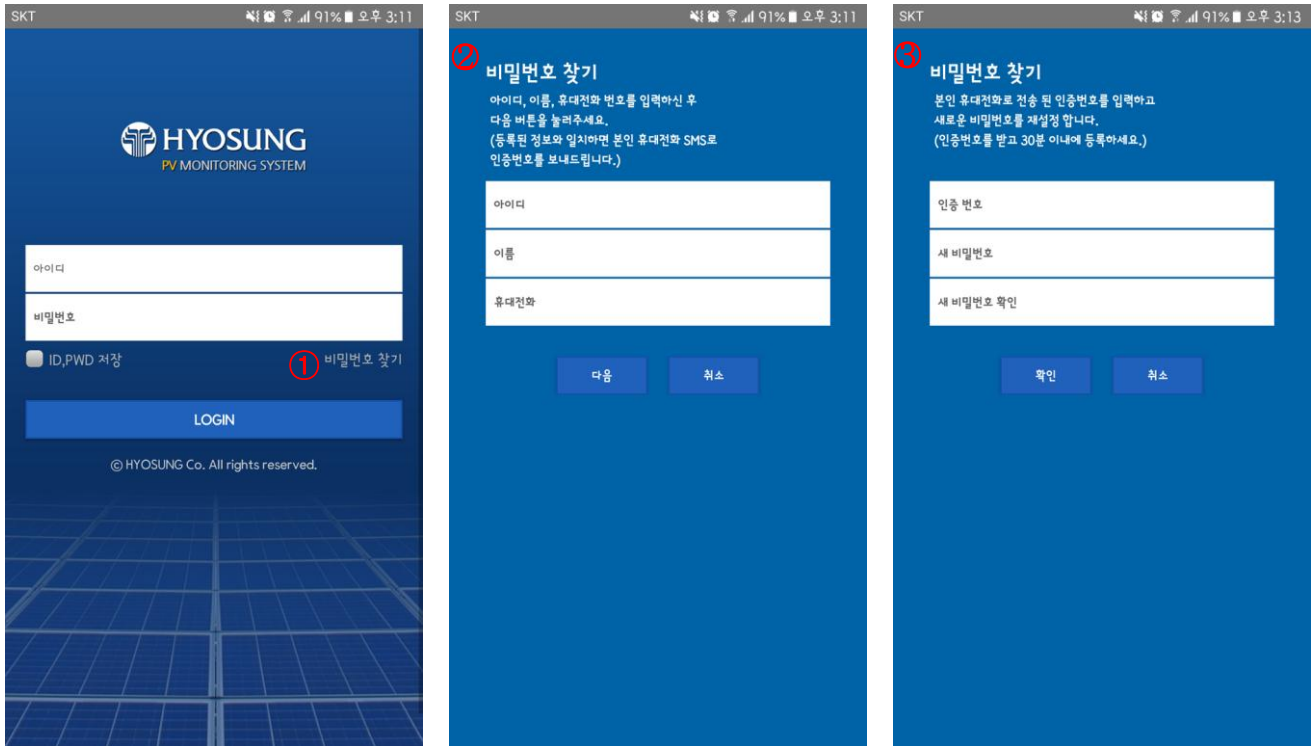 SKT 91% 오후 3:11
HYOSUNG
PV MONITORING SYSTEM
아이디
비밀번호
ID,PWD 저장
① 비밀번호 찾기
LOGIN
© HYOSUNG Co. All rights reserved.
SKT 91% 오후 3:11
②
비밀번호 찾기
아이디, 이름, 휴대전화 번호를 입력하신 후
다음 버튼을 눌러주세요.
(등록된 정보와 일치하면 본인 휴대전화 SMS로
인증번호를 보내드립니다.)
아이디
이름
휴대전화
다음 취소
SKT 91% 오후 3:13
③
비밀번호 찾기
본인 휴대전화로 전송 된 인증번호를 입력하고
새로운 비밀번호를 재설정 합니다.
(인증번호를 받고 30분 이내에 등록하세요.)
인증 번호
새 비밀번호
새 비밀번호 확인
확인 취소